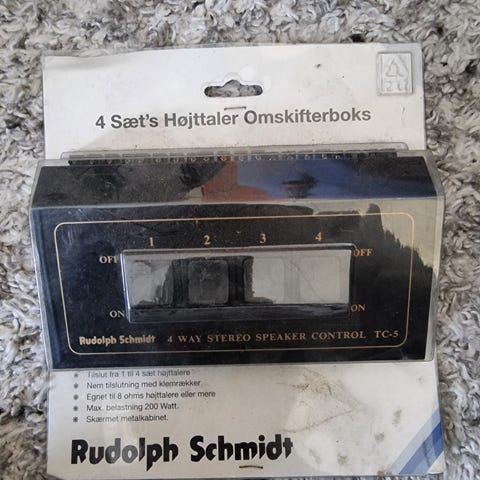 4 Sæt's Højttaler Omskifterboks
1 2 3 4
OFF OFF
ON ON
Rudolph Schmidt 4 WAY STEREO SPEAKER CONTROL TC-5
Tilslut fra 1 til 4 sæt højttalere
Nem tilslutning med klemrækker.
Egnet til 8 ohms højttalere eller mere
Max. belastning 200 Watt.
Skærmet metalkabinet.
Rudolph Schmidt